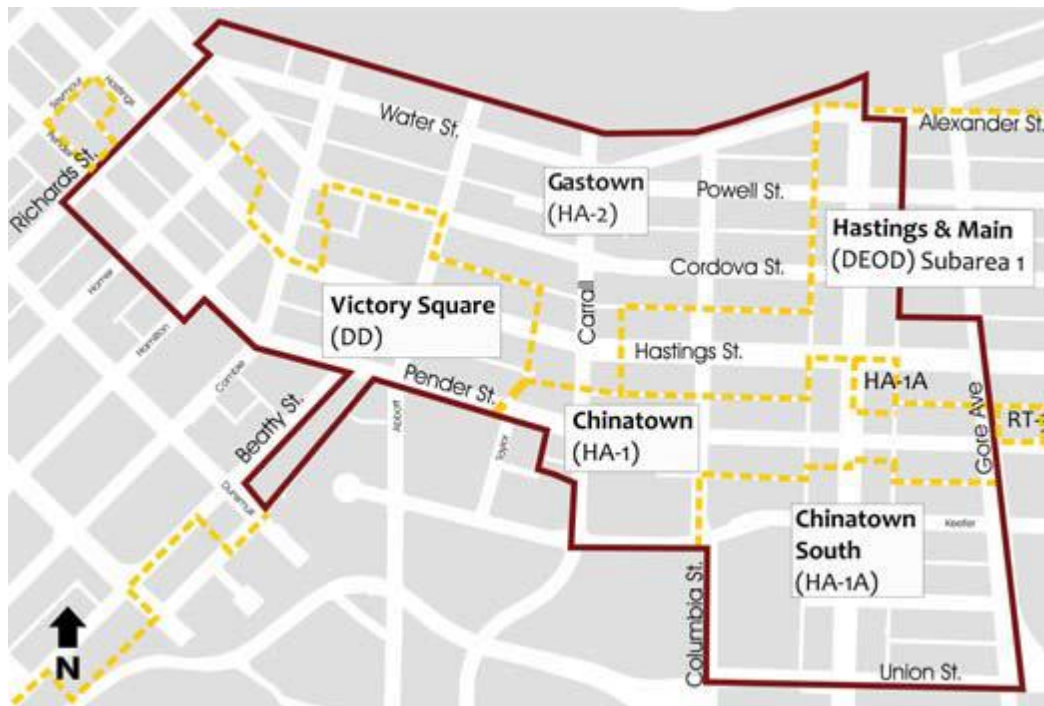 Seymour
Hastings
Pender
Richards St.
Water St.
Alexander St.
Gastown
(HA-2)
Powell St.
Hastings & Main
(DEOD) Subarea 1
Cordova St.
Homer
Hamilton
Victory Square
(DD)
Carrall
Hastings St.
Cambie
Pender St.
HA-1A
Beatty St.
Abbott
Taylor
Chinatown
(HA-1)
Gore Ave
Dunsmuir
Chinatown
South
(HA-1A)
Keefer
Columbia St.
N
Union St.